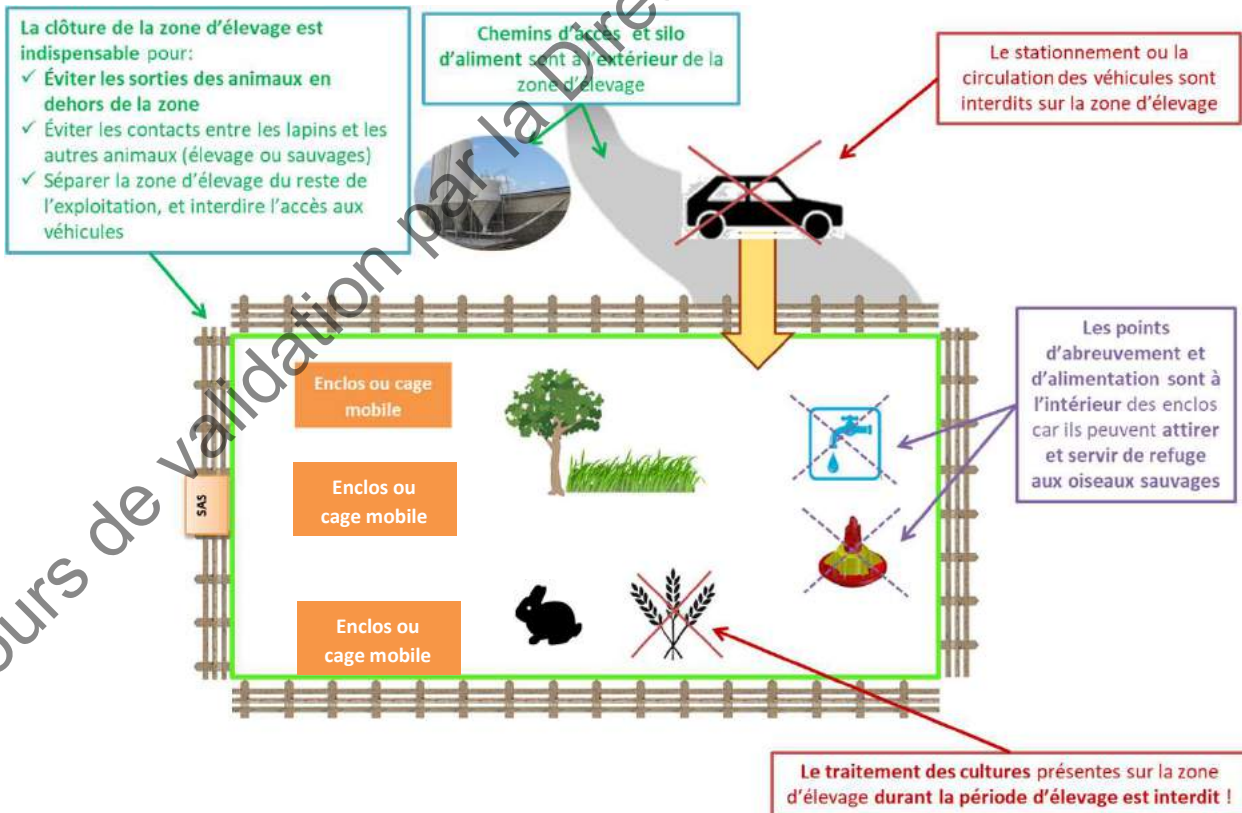 La clôture de la zone d'élevage est
indispensable pour:
✓ Éviter les sorties des animaux en
dehors de la zone
✓ Éviter les contacts entre les lapins et les
autres animaux (élevage ou sauvages)
✓ Séparer la zone d'élevage du reste de
l'exploitation, et interdire l'accès aux
véhicules
Chemins d'accès et silo
d'aliment sont à l'extérieur de la
zone d'élevage
Le stationnement ou la
circulation des véhicules sont
interdits sur la zone d'élevage
Enclos ou cage
mobile
Enclos ou
cage mobile
Enclos ou
cage mobile
SAS
Les points
d'abreuvement et
d'alimentation sont à
l'intérieur des enclos
car ils peuvent attirer
et servir de refuge
aux oiseaux sauvages
Le traitement des cultures présentes sur la zone
d'élevage durant la période d'élevage est interdit !
ours de validation par la Dire